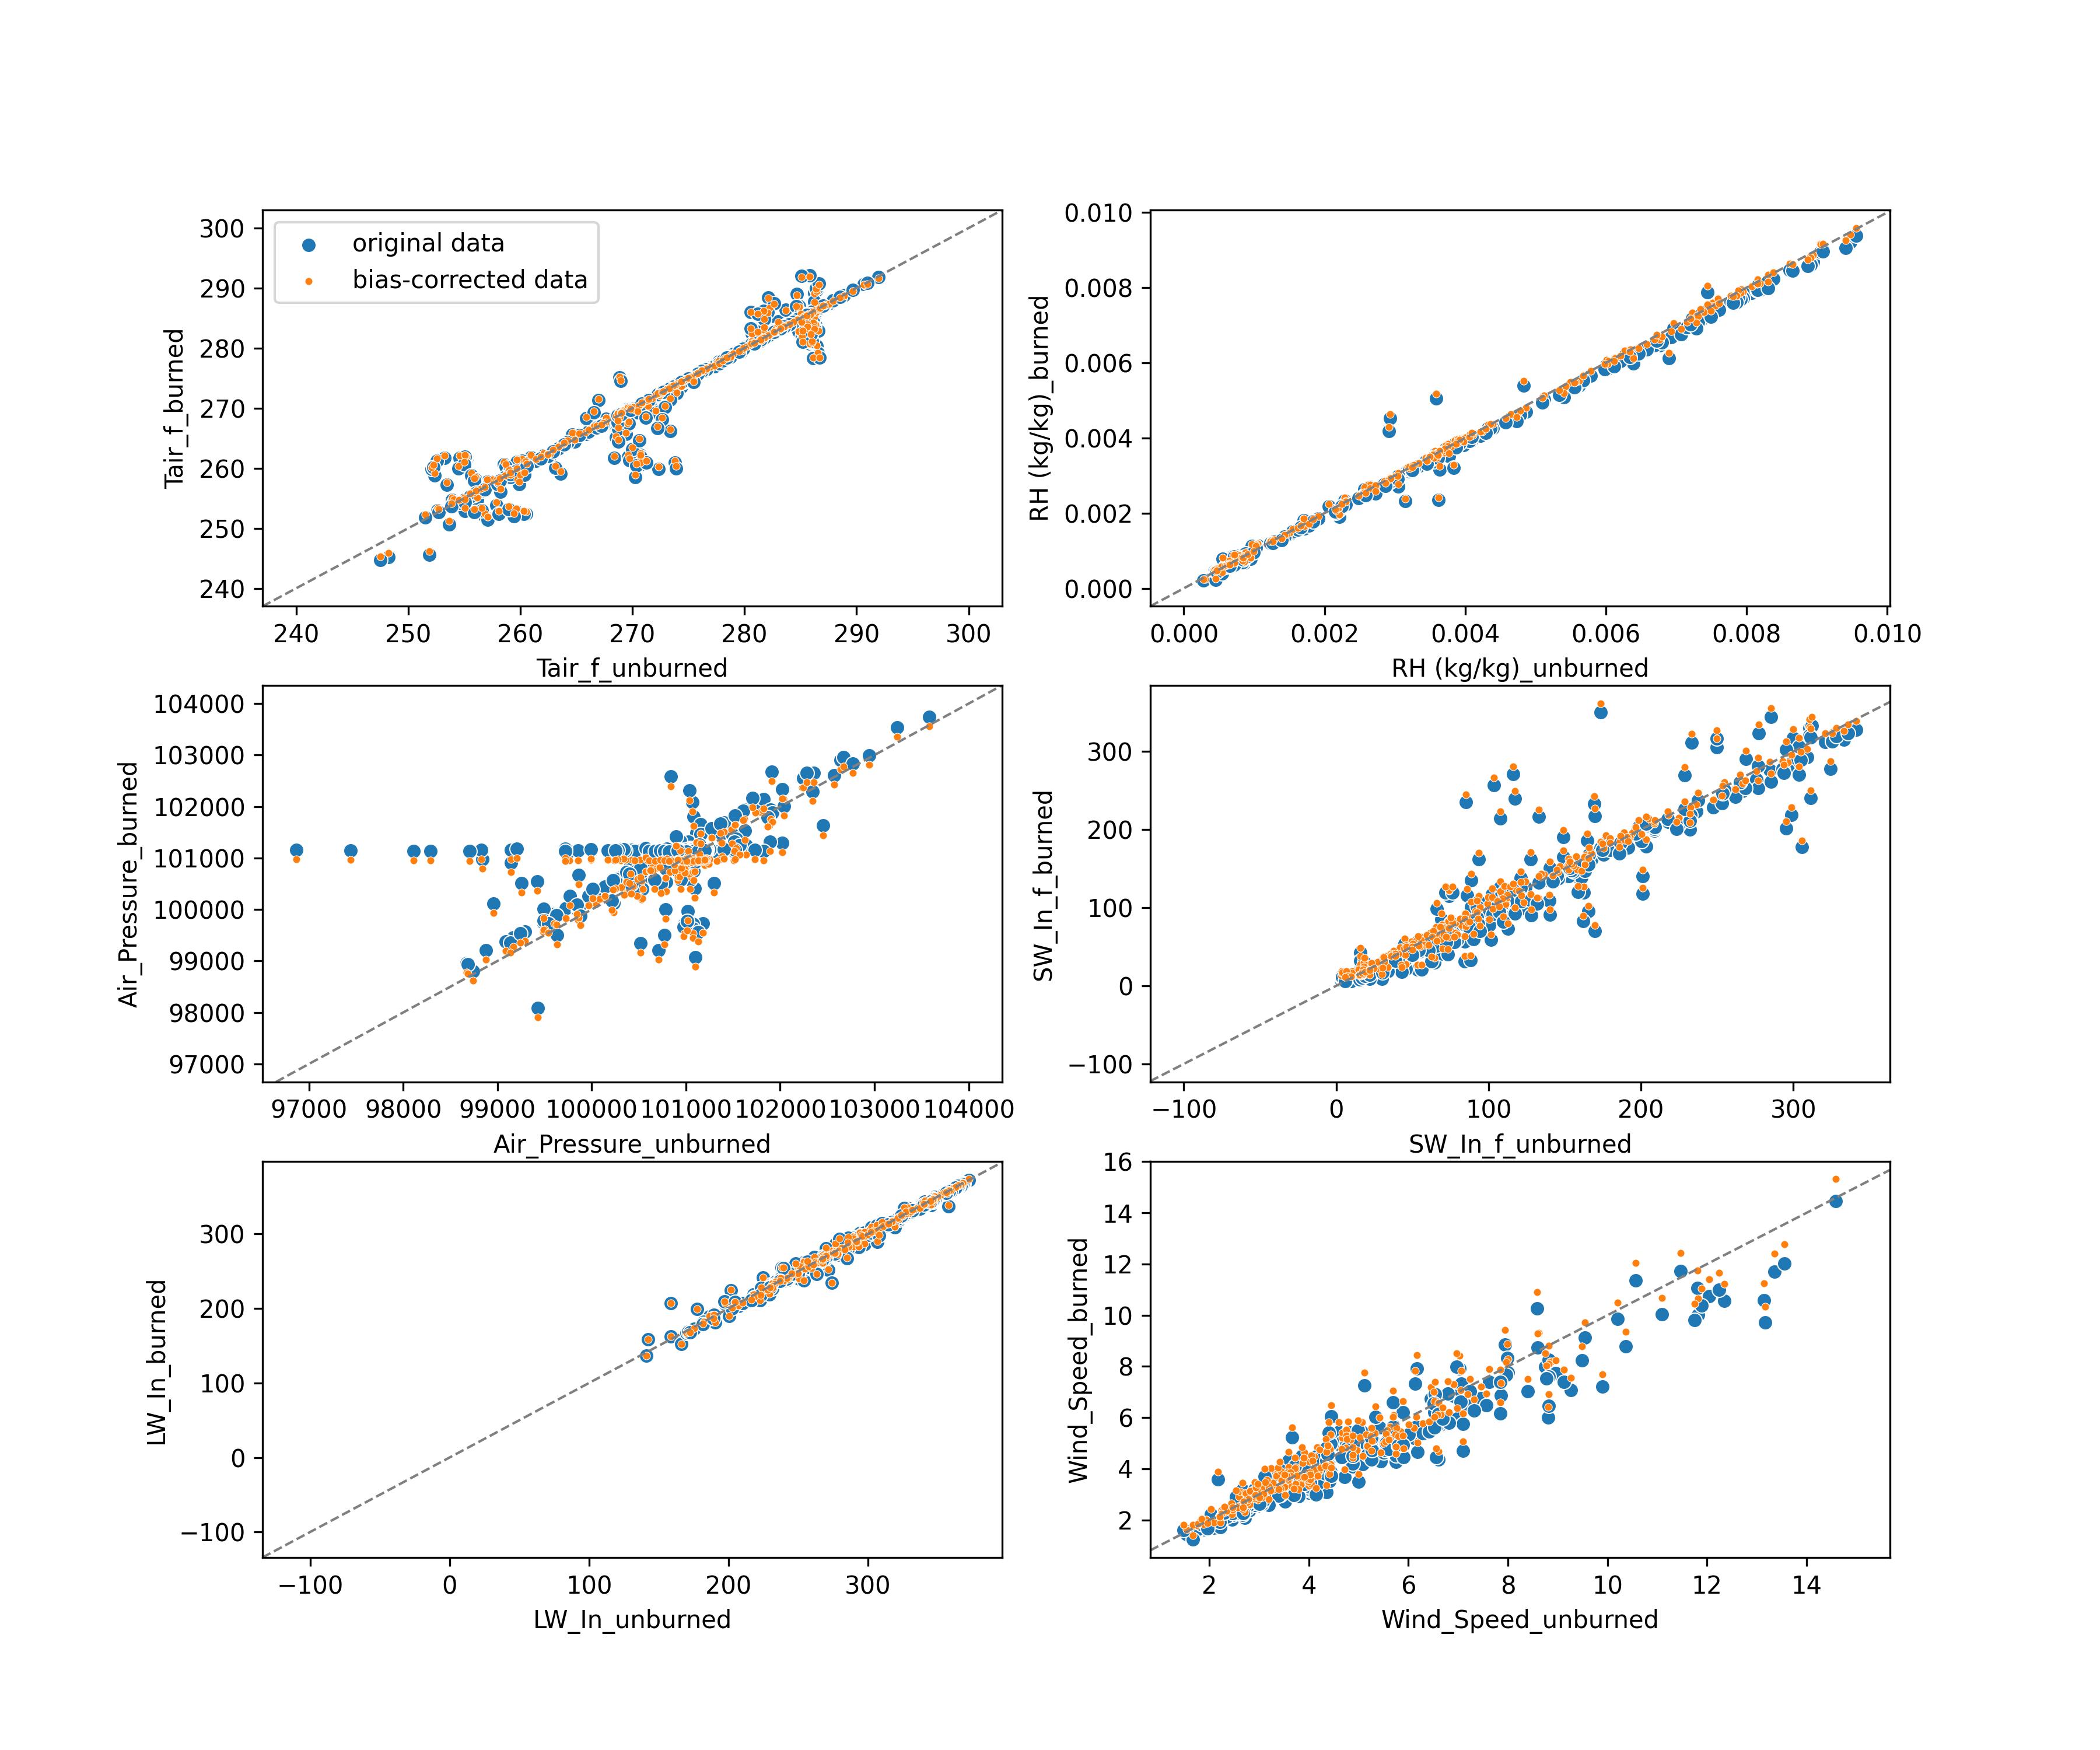 original data
bias-corrected data
300
290
280
270
260
250
240
Tair_f_burned
240 250 260 270 280 290 300
Tair_f_unburned
0.010
0.008
0.006
0.004
0.002
0.000
RH (kg/kg)_burned
0.000 0.002 0.004 0.006 0.008 0.010
RH (kg/kg)_unburned
104000
103000
102000
101000
100000
99000
98000
97000
Air_Pressure_burned
97000 98000 99000 100000 101000 102000 103000 104000
Air_Pressure_unburned
300
200
100
0
−100
SW_In_f_burned
−100 0 100 200 300
SW_In_f_unburned
300
200
100
0
−100
LW_In_burned
−100 0 100 200 300
LW_In_unburned
16
14
12
10
8
6
4
2
Wind_Speed_burned
2 4 6 8 10 12 14
Wind_Speed_unburned